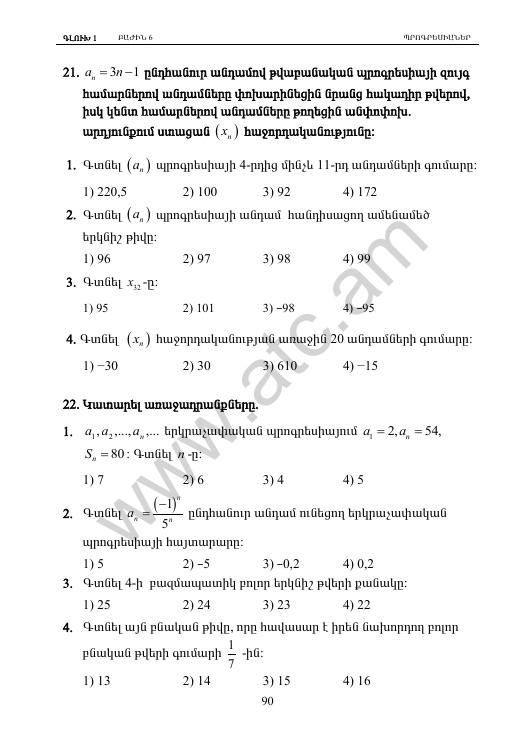 ԳԼՈՒԽ 1 ԲԱԺԻՆ 6 ՊՐՈԳՐԵՍԻԱՆԵՐ
21. aₙ = 3n −1 ընդհանուր անդամով թվաբանական պրոգրեսիայի զույգ
համարներով անդամները փոխարինեցին նրանց հակադիր թվերով,
իսկ կենտ համարներով անդամները թողեցին անփոփոխ.
արդյունքում ստացան (xₙ) հաջորդականությունը:
1. Գտնել (aₙ) պրոգրեսիայի 4-րդից մինչև 11-րդ անդամների գումարը:
1) 220,5 2) 100 3) 92 4) 172
2. Գտնել (aₙ) պրոգրեսիայի անդամ հանդիսացող ամենամեծ
երկնիշ թիվը:
1) 96 2) 97 3) 98 4) 99
3. Գտնել x₃₂ -ը:
1) 95 2) 101 3) –98 4) –95
4. Գտնել (xₙ) հաջորդականության առաջին 20 անդամների գումարը:
1) −30 2) 30 3) 610 4) −15
22. Կատարել առաջադրանքները.
1. a₁, a₂,..., aₙ,... երկրաչափական պրոգրեսիայում a₁ = 2, aₙ = 54,
Sₙ = 80: Գտնել n -ը:
1) 7 2) 6 3) 4 4) 5
2. Գտնել aₙ = (−1)ⁿ/5ⁿ ընդհանուր անդամ ունեցող երկրաչափական
պրոգրեսիայի հայտարարը:
1) 5 2) –5 3) –0,2 4) 0,2
3. Գտնել 4-ի բազմապատիկ բոլոր երկնիշ թվերի քանակը:
1) 25 2) 24 3) 23 4) 22
4. Գտնել այն բնական թիվը, որը հավասար է իրեն նախորդող բոլոր
բնական թվերի գումարի 1/7 -ին:
1) 13 2) 14 3) 15 4) 16
90
www.atc.am